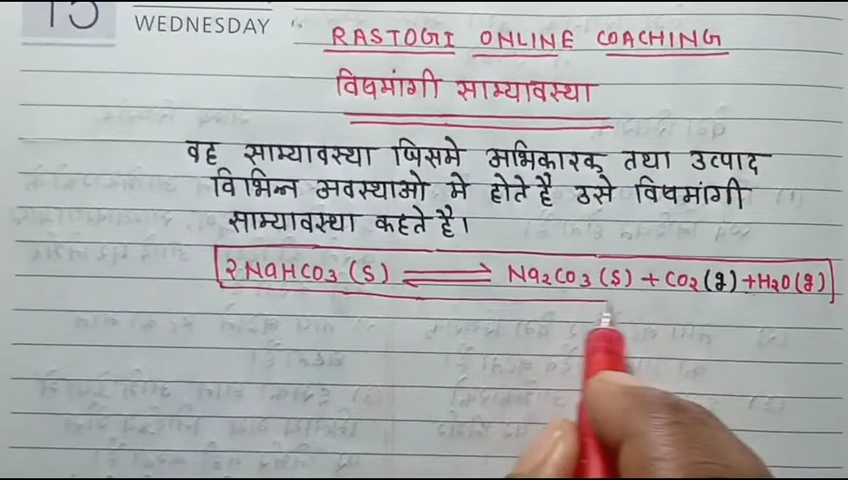 15
WEDNESDAY
RASTOGI ONLINE COACHING
विषमांगी साम्यावस्था
वह साम्यावस्था जिसमे अभिकारक तथा उत्पाद
विभिन्न अवस्थाओ मे होते है उसे विषमांगी
साम्यावस्था कहते है।
2NaHCO3 (s) ⇌ Na2CO3 (s) + CO2 (g) + H2O (g)